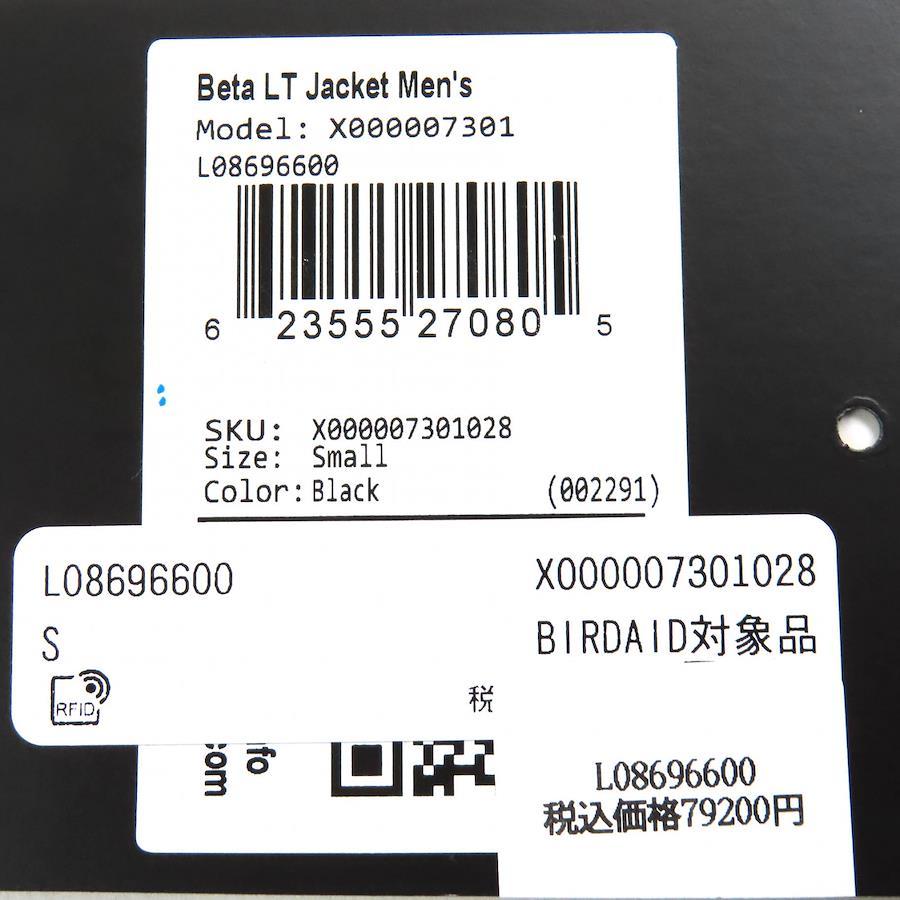 Beta LT Jacket Men's
Model: X000007301
L08696600
6 23555 27080 5
SKU: X000007301028
Size: Small
Color: Black (002291)
L08696600 X000007301028
S BIRDAID対象品
RFID
税
L08696600
税込価格79200円